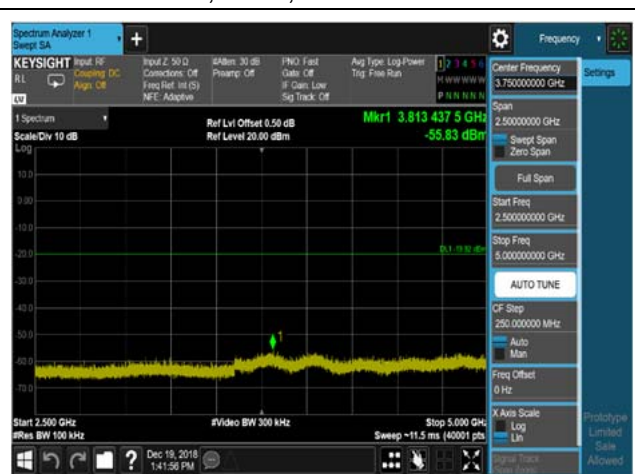 Spectrum Analyzer 1
Swept SA
+
Frequency
KEYSIGHT
RL
Input: RF
Coupling: DC
Align: Off
Input Z: 50 Ω
Corrections: Off
Freq Ref: Int (S)
NFE: Adaptive
#Atten: 30 dB
Preamp: Off
PNO: Fast
Gate: Off
IF Gain: Low
Sig Track: Off
Avg Type: Log-Power
Trig: Free Run
1 2 3 4 5 6
M W W W W W
P N N N N N
1 Spectrum
Scale/Div 10 dB
Ref Lvl Offset 0.50 dB
Ref Level 20.00 dBm
Mkr1 3.813 437 5 GHz
-55.83 dBm
Log
10.0
0.00
-10.0
-20.0
-30.0
-40.0
-50.0
-60.0
-70.0
DL1 -19.82 dBm
1
Start 2.500 GHz
#Res BW 100 kHz
#Video BW 300 kHz
Stop 5.000 GHz
Sweep ~11.5 ms (40001 pts
?
Dec 19, 2018
1:41:56 PM
Center Frequency
3.750000000 GHz
Settings
Span
2.50000000 GHz
Swept Span
Zero Span
Full Span
Start Freq
2.500000000 GHz
Stop Freq
5.000000000 GHz
AUTO TUNE
CF Step
250.000000 MHz
Auto
Man
Freq Offset
0 Hz
X Axis Scale
Log
Lin
Signal Track
Prototype
Limited
Sale
Allowed